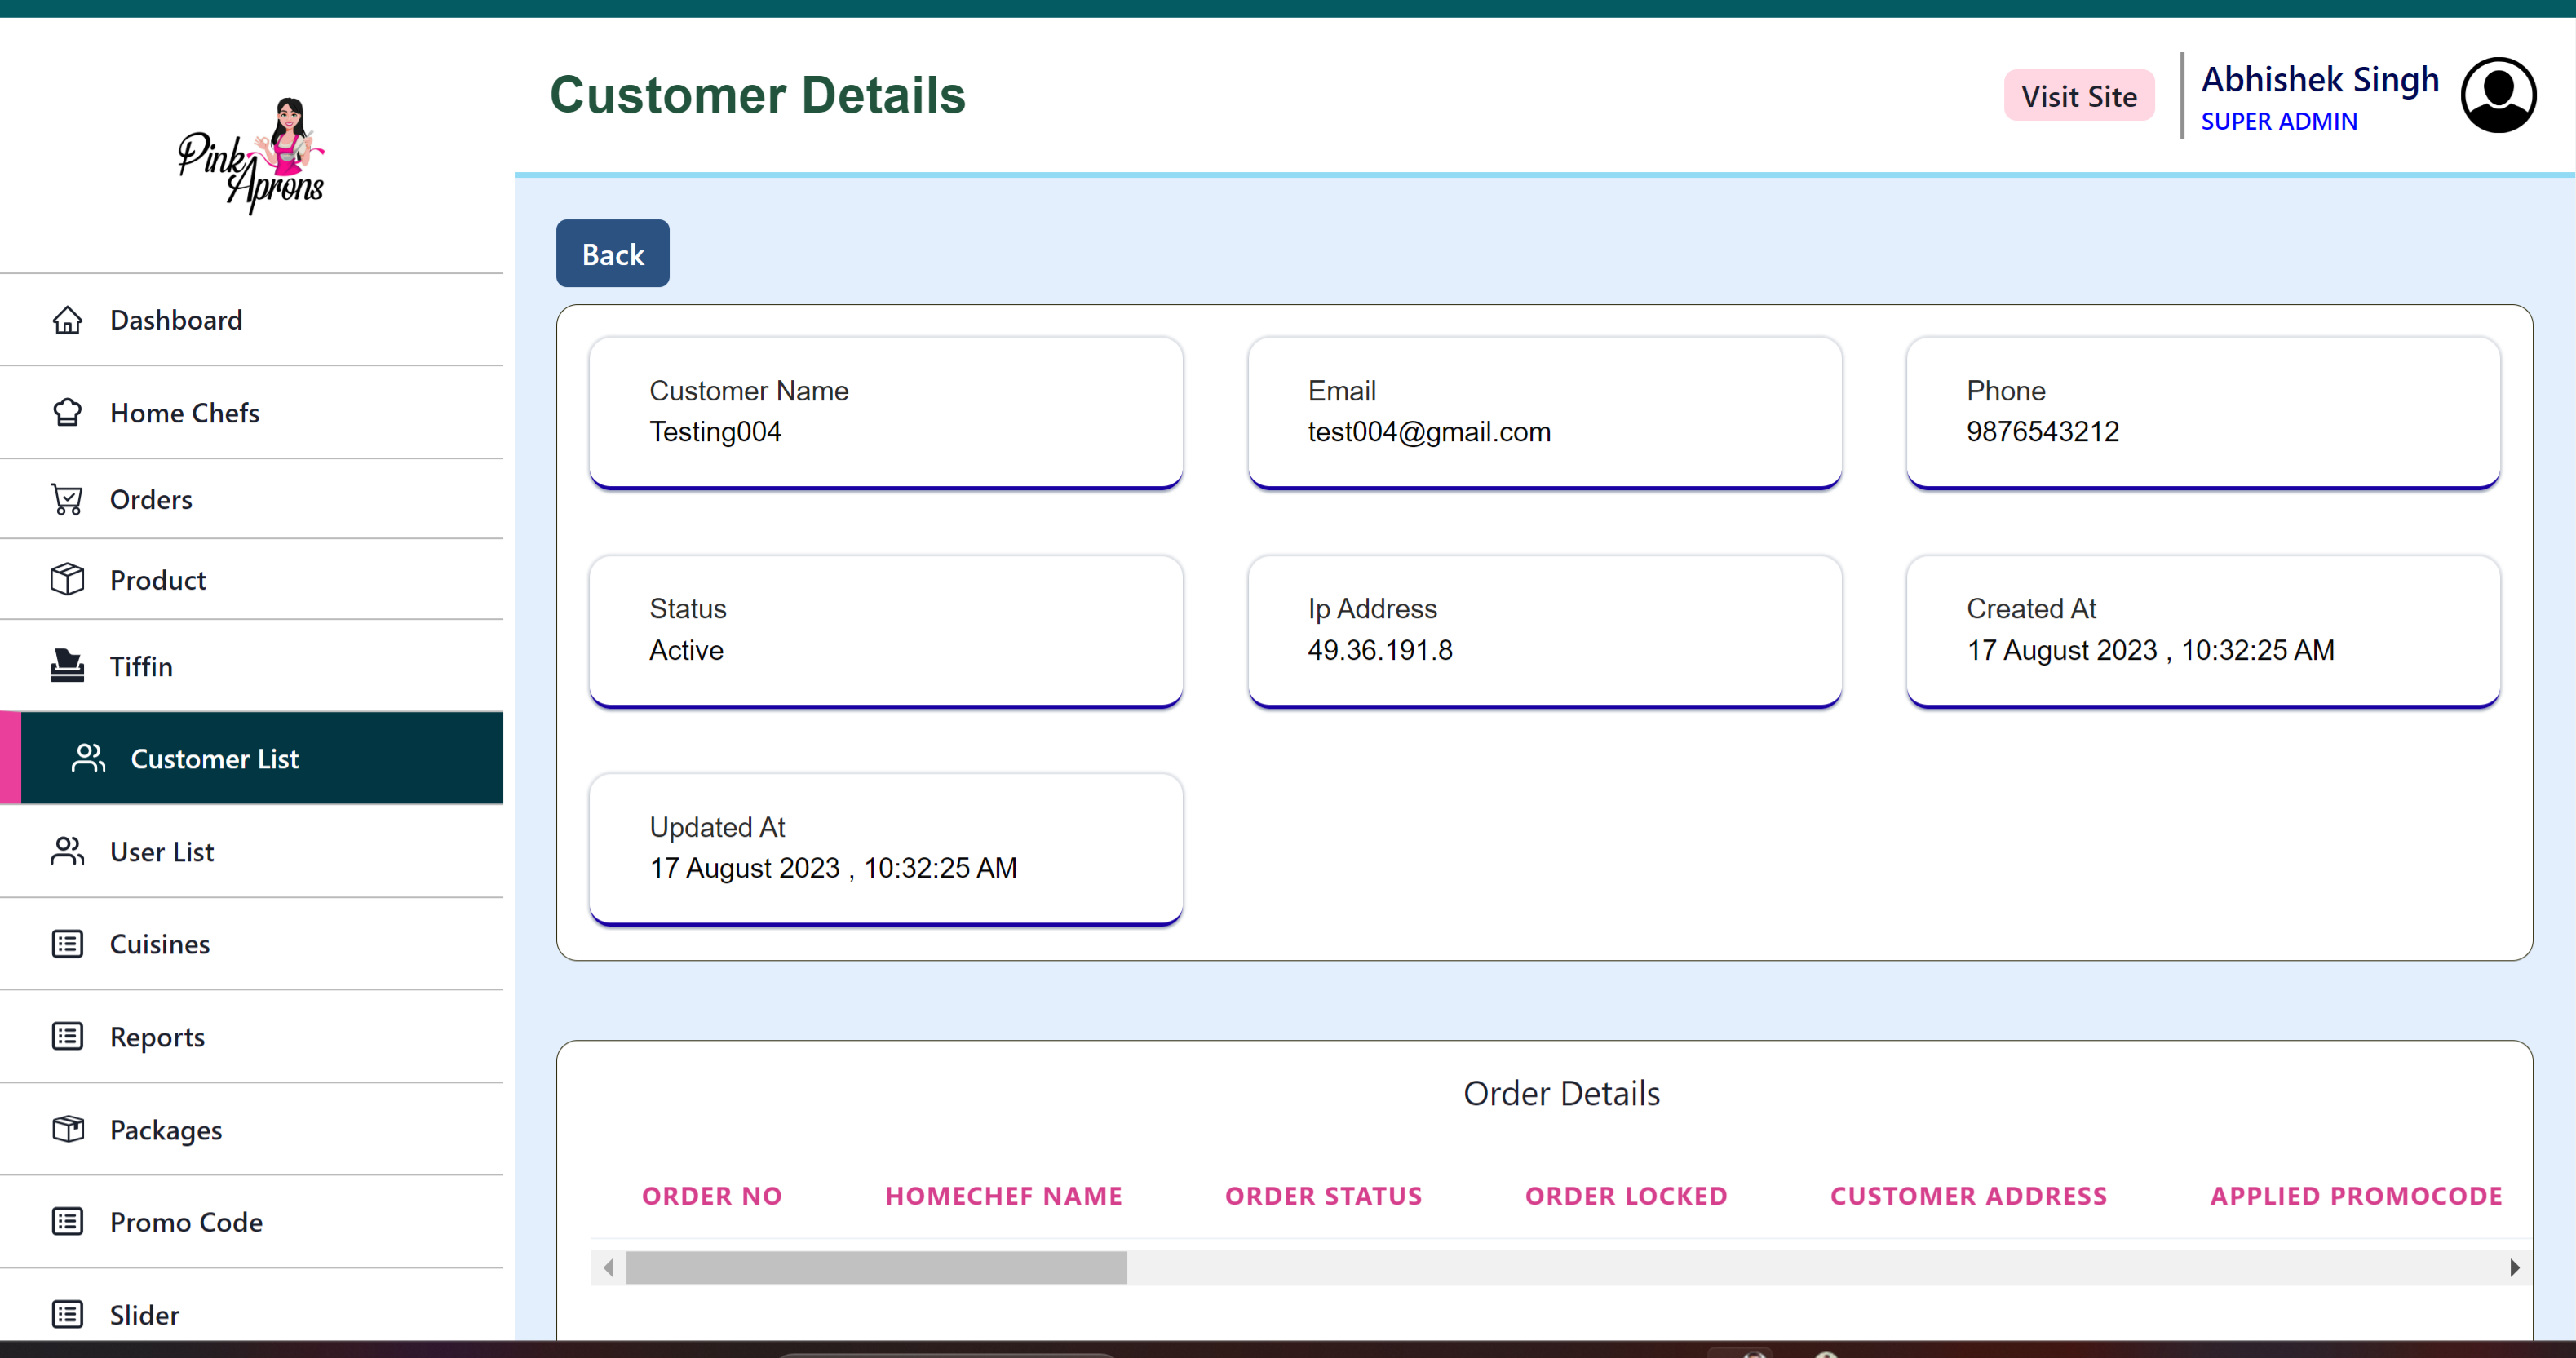 Pink
Aprons
Customer Details
Visit Site
Abhishek Singh
SUPER ADMIN
Dashboard
Home Chefs
Orders
Product
Tiffin
Customer List
User List
Cuisines
Reports
Packages
Promo Code
Slider
Back
Customer Name
Testing004
Email
test004@gmail.com
Phone
9876543212
Status
Active
Ip Address
49.36.191.8
Created At
17 August 2023 , 10:32:25 AM
Updated At
17 August 2023 , 10:32:25 AM
Order Details
ORDER NO HOMECHEF NAME ORDER STATUS ORDER LOCKED CUSTOMER ADDRESS APPLIED PROMOCODE